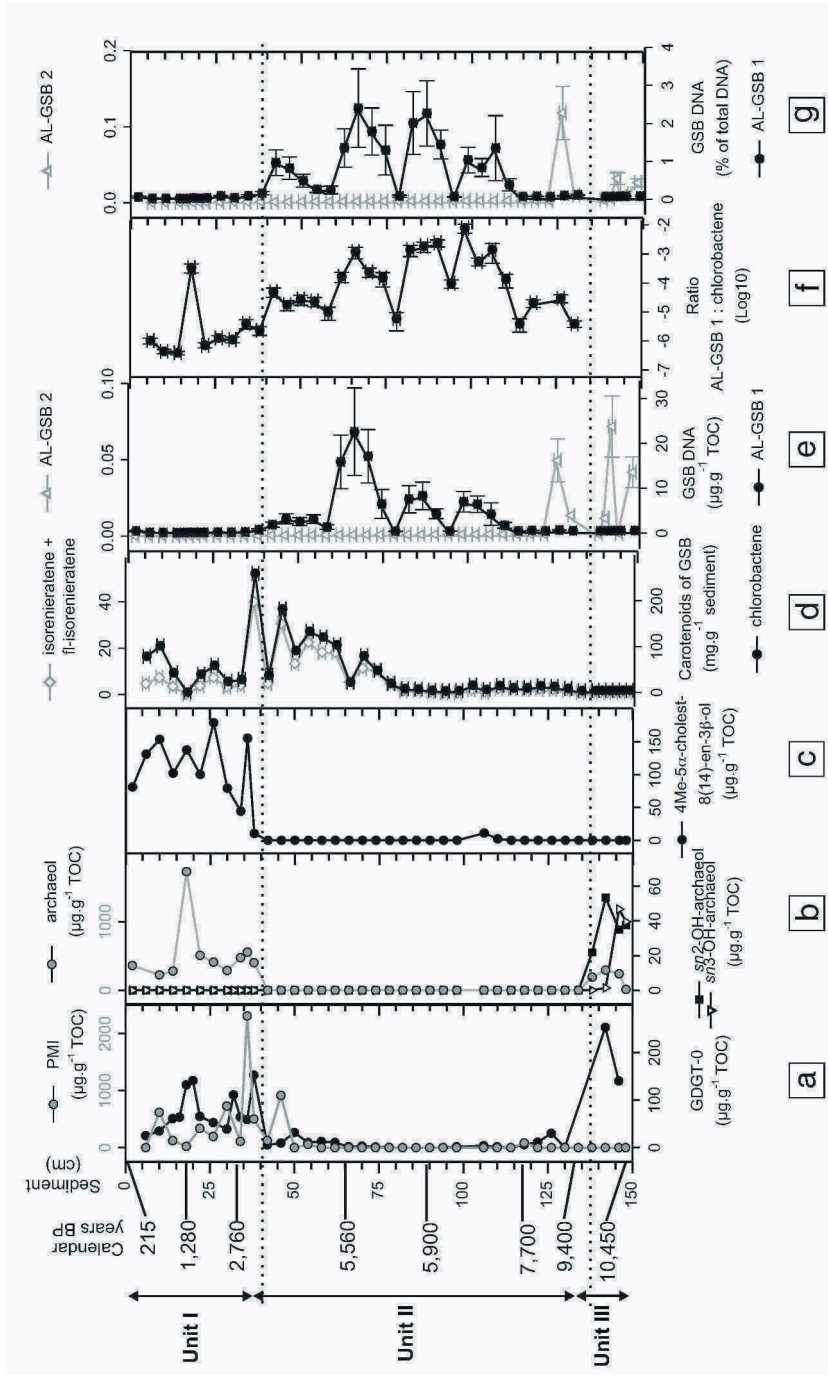 AL-GSB 2
0.0
0.1
0.2
0
1
2
3
4
GSB DNA
(% of total DNA)
AL-GSB 1
g
-7
-6
-5
-4
-3
-2
Ratio
AL-GSB 1 : chlorobactene
(Log10)
f
AL-GSB 2
0.00
0.05
0.10
0
10
20
30
GSB DNA
(µg.g-1 TOC)
AL-GSB 1
e
isorenieratene +
fl-isorenieratene
0
20
40
0
100
200
Carotenoids of GSB
(mg.g-1 sediment)
chlorobactene
d
0
50
100
150
4Me-5α-cholest-
8(14)-en-3β-ol
(µg.g-1 TOC)
c
archaeol
(µg.g-1 TOC)
0
1000
0
20
40
60
sn2-OH-archaeol
sn3-OH-archaeol
(µg.g-1 TOC)
b
PMI
(µg.g-1 TOC)
0
1000
2000
0
100
200
GDGT-0
(µg.g-1 TOC)
a
Sediment
(cm)
0
25
50
75
100
125
150
Calendar
years BP
215
1,280
2,760
5,560
5,900
7,700
9,400
10,450
Unit I
Unit II
Unit III